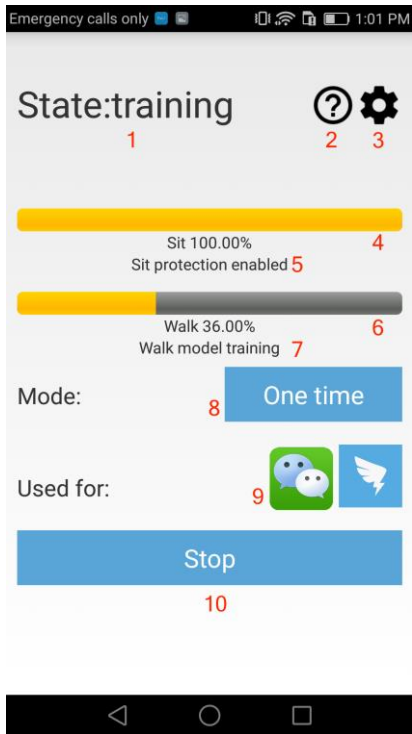 Emergency calls only 1:01 PM
State:training
1 2 3
4
Sit 100.00%
Sit protection enabled 5
6
Walk 36.00%
Walk model training 7
Mode: 8 One time
Used for: 9
Stop
10